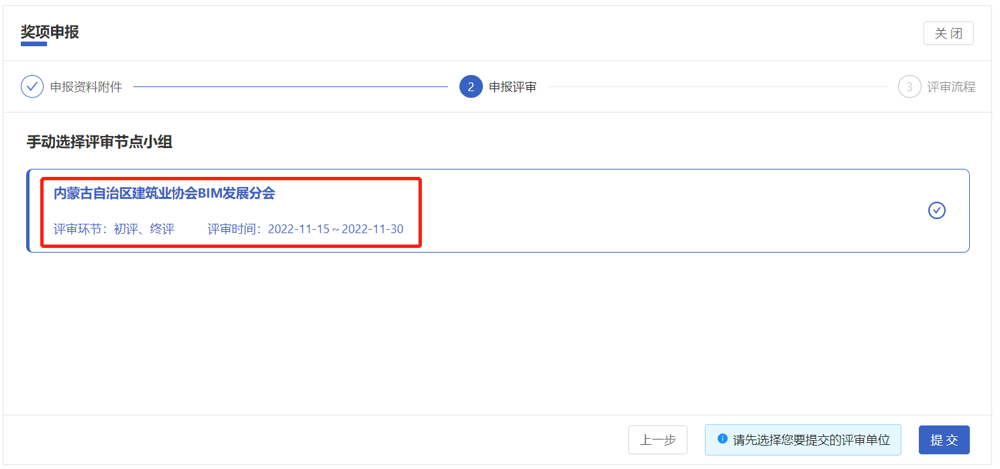 奖项申报
关 闭
申报资料附件
2 申报评审
3 评审流程
手动选择评审节点小组
内蒙古自治区建筑业协会BIM发展分会
评审环节：初评、终评 评审时间：2022-11-15～2022-11-30
上一步
请先选择您要提交的评审单位
提 交